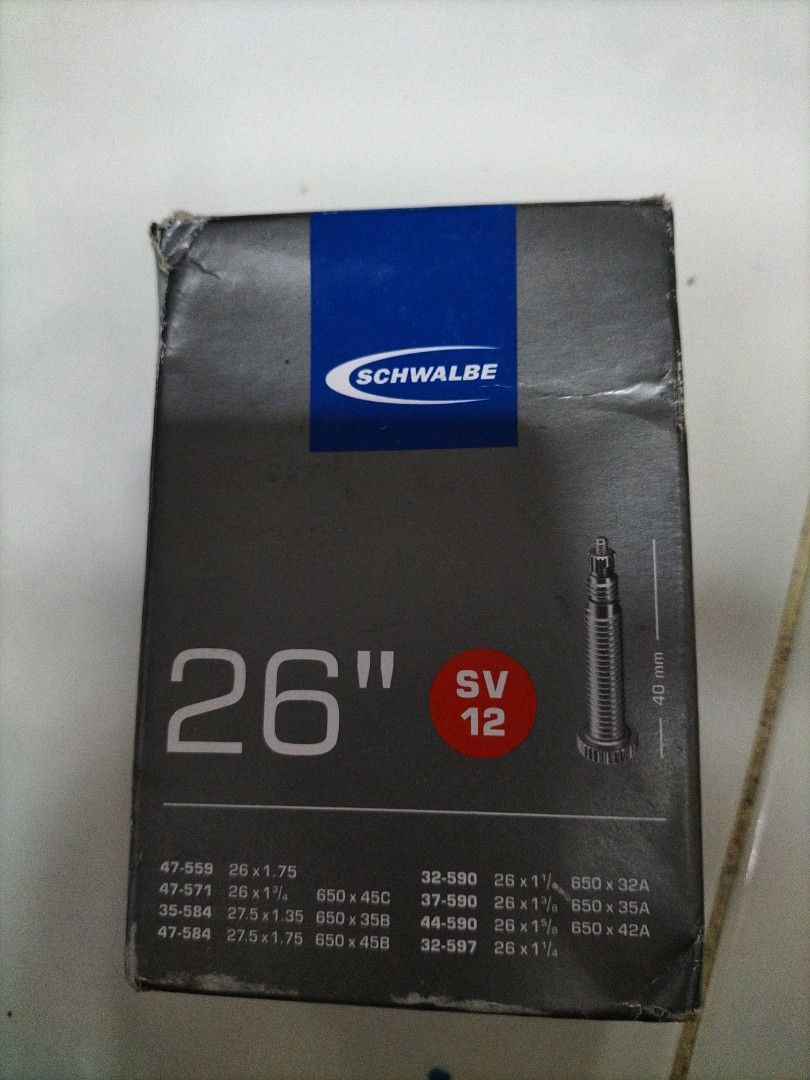 SCHWALBE
26"
SV
12
40 mm
47-559 26 x 1.75
47-571 26 x 1³/₄ 650 x 45C
35-584 27.5 x 1.35 650 x 35B
47-584 27.5 x 1.75 650 x 45B
32-590 26 x 650 x 32A
37-590 26 x 1³/₈ 650 x 35A
44-590 26 x 1⁵/₈ 650 x 42A
32-597 26 x 1¹/₄